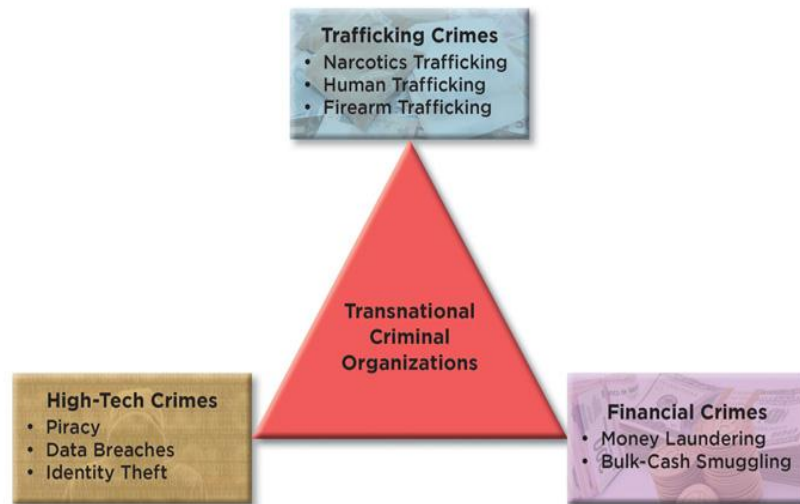 Trafficking Crimes
• Narcotics Trafficking
• Human Trafficking
• Firearm Trafficking
Transnational
Criminal
Organizations
High-Tech Crimes
• Piracy
• Data Breaches
• Identity Theft
Financial Crimes
• Money Laundering
• Bulk-Cash Smuggling